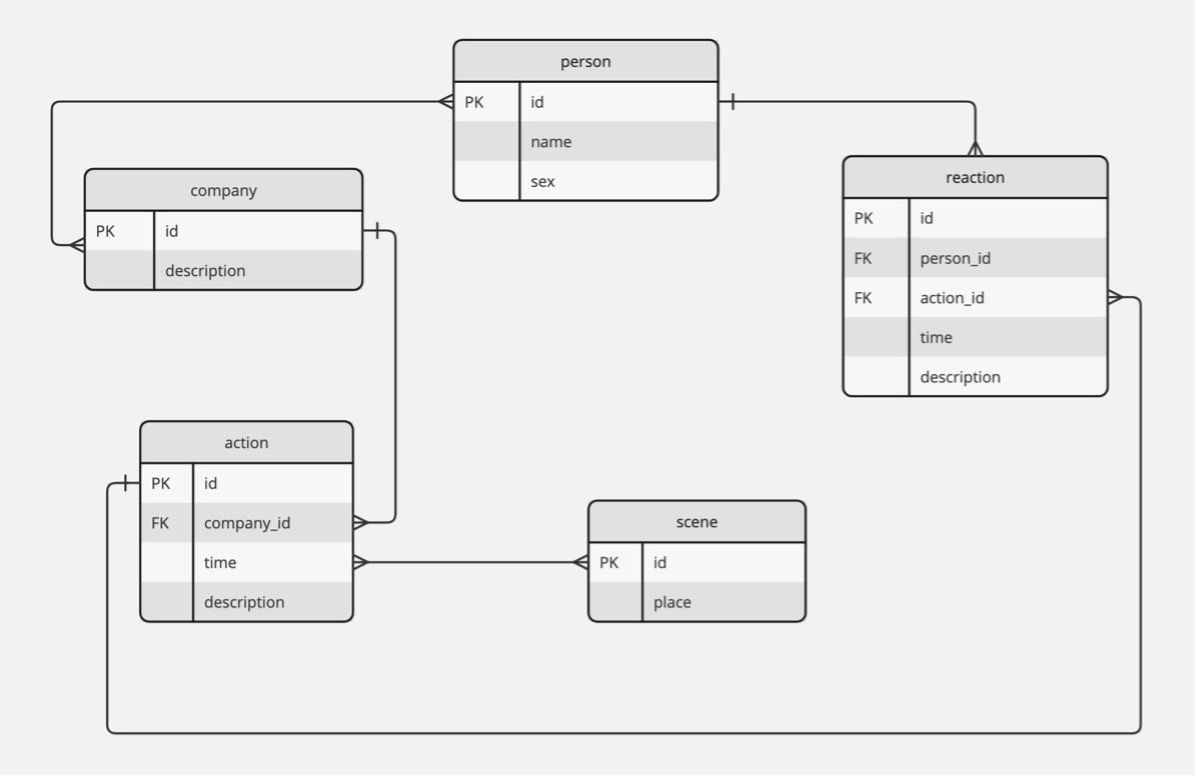 person
PK id
name
sex
company
PK id
description
reaction
PK id
FK person_id
FK action_id
time
description
action
PK id
FK company_id
time
description
scene
PK id
place